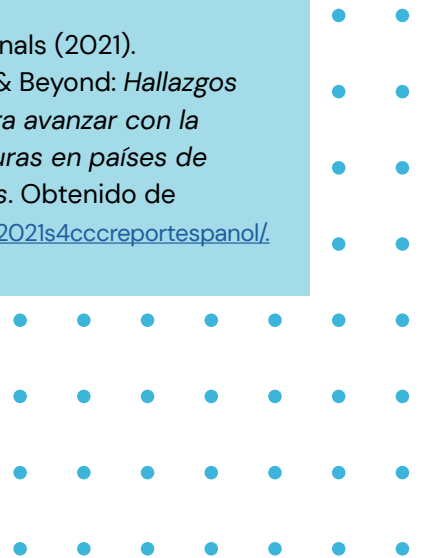 nals (2021).
& Beyond: Hallazgos
ra avanzar con la
uras en países de
s. Obtenido de
2021s4cccreportespanol/.